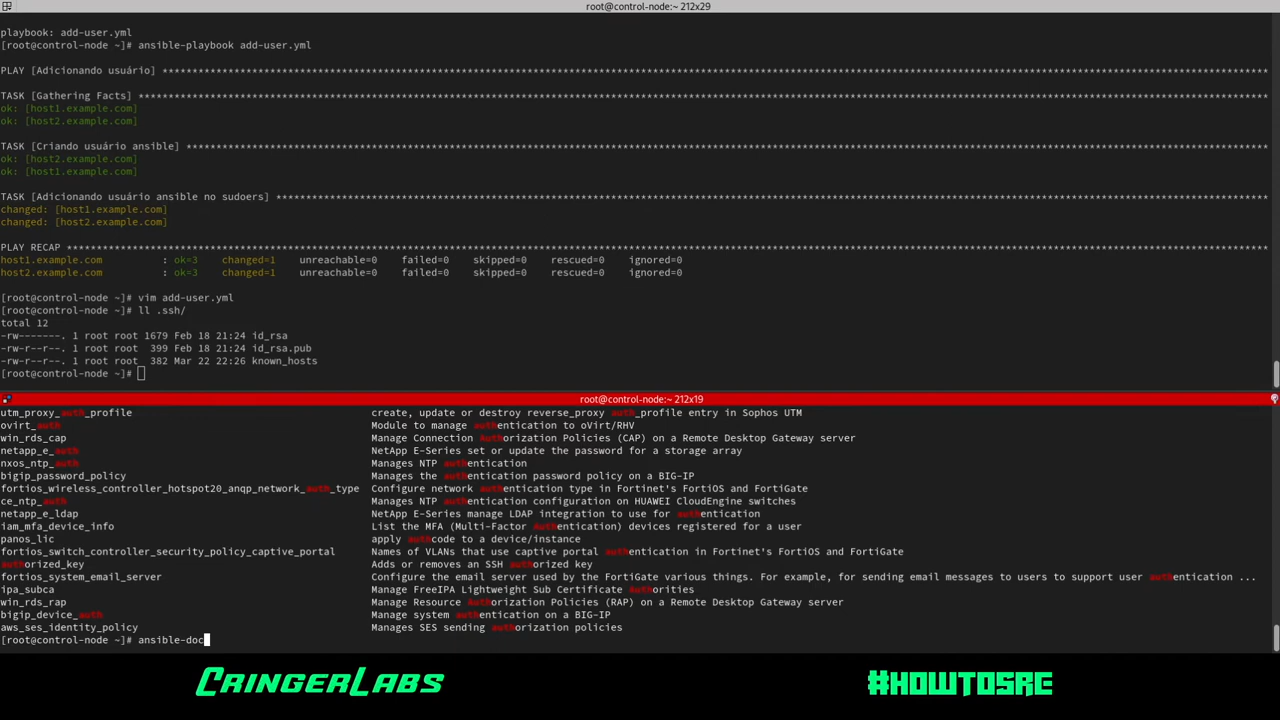 root@control-node:~ 212x29
playbook: add-user.yml
[root@control-node ~]# ansible-playbook add-user.yml
PLAY [Adicionando usuário] ****************************************************************************************************************************************************************************************
TASK [Gathering Facts] ********************************************************************************************************************************************************************************************
ok: [host1.example.com]
ok: [host2.example.com]
TASK [Criando usuário ansible] ************************************************************************************************************************************************************************************
ok: [host2.example.com]
ok: [host1.example.com]
TASK [Adicionando usuário ansible no sudoers] *********************************************************************************************************************************************************************
changed: [host1.example.com]
changed: [host2.example.com]
PLAY RECAP ********************************************************************************************************************************************************************************************************
host1.example.com : ok=3 changed=1 unreachable=0 failed=0 skipped=0 rescued=0 ignored=0
host2.example.com : ok=3 changed=1 unreachable=0 failed=0 skipped=0 rescued=0 ignored=0
[root@control-node ~]# vim add-user.yml
[root@control-node ~]# ll .ssh/
total 12
-rw-------. 1 root root 1679 Feb 18 21:24 id_rsa
-rw-r--r--. 1 root root 399 Feb 18 21:24 id_rsa.pub
-rw-r--r--. 1 root root 382 Mar 22 22:26 known_hosts
[root@control-node ~]#
root@control-node:~ 212x19
utm_proxy_auth_profile create, update or destroy reverse_proxy auth_profile entry in Sophos UTM
ovirt_auth Module to manage authentication to oVirt/RHV
win_rds_cap Manage Connection Authorization Policies (CAP) on a Remote Desktop Gateway server
netapp_e_auth NetApp E-Series set or update the password for a storage array
nxos_ntp_auth Manages NTP authentication
bigip_password_policy Manages the authentication password policy on a BIG-IP
fortios_wireless_controller_hotspot20_anqp_network_auth_type Configure network authentication type in Fortinet's FortiOS and FortiGate
ce_ntp_auth Manages NTP authentication configuration on HUAWEI CloudEngine switches
netapp_e_ldap NetApp E-Series manage LDAP integration to use for authentication
iam_mfa_device_info List the MFA (Multi-Factor Authentication) devices registered for a user
panos_lic apply authcode to a device/instance
fortios_switch_controller_security_policy_captive_portal Names of VLANs that use captive portal authentication in Fortinet's FortiOS and FortiGate
authorized_key Adds or removes an SSH authorized key
fortios_system_email_server Configure the email server used by the FortiGate various things. For example, for sending email messages to users to support user authentication ...
ipa_subca Manage FreeIPA Lightweight Sub Certificate Authorities
win_rds_rap Manage Resource Authorization Policies (RAP) on a Remote Desktop Gateway server
bigip_device_auth Manage system authentication on a BIG-IP
aws_ses_identity_policy Manages SES sending authorization policies
[root@control-node ~]# ansible-doc
CRINGERLABS #HOWTOSRE